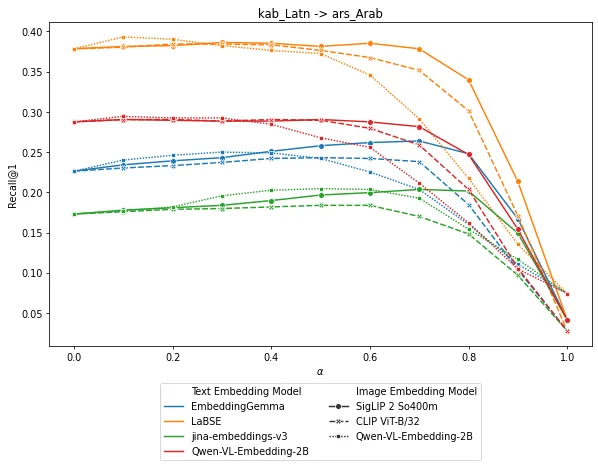 kab_Latn -> ars_Arab
Recall@1
0.40
0.35
0.30
0.25
0.20
0.15
0.10
0.05
0.0
0.2
0.4
0.6
0.8
1.0
α
Text Embedding Model
EmbeddingGemma
LaBSE
jina-embeddings-v3
Qwen-VL-Embedding-2B
Image Embedding Model
SigLIP 2 So400m
CLIP ViT-B/32
Qwen-VL-Embedding-2B